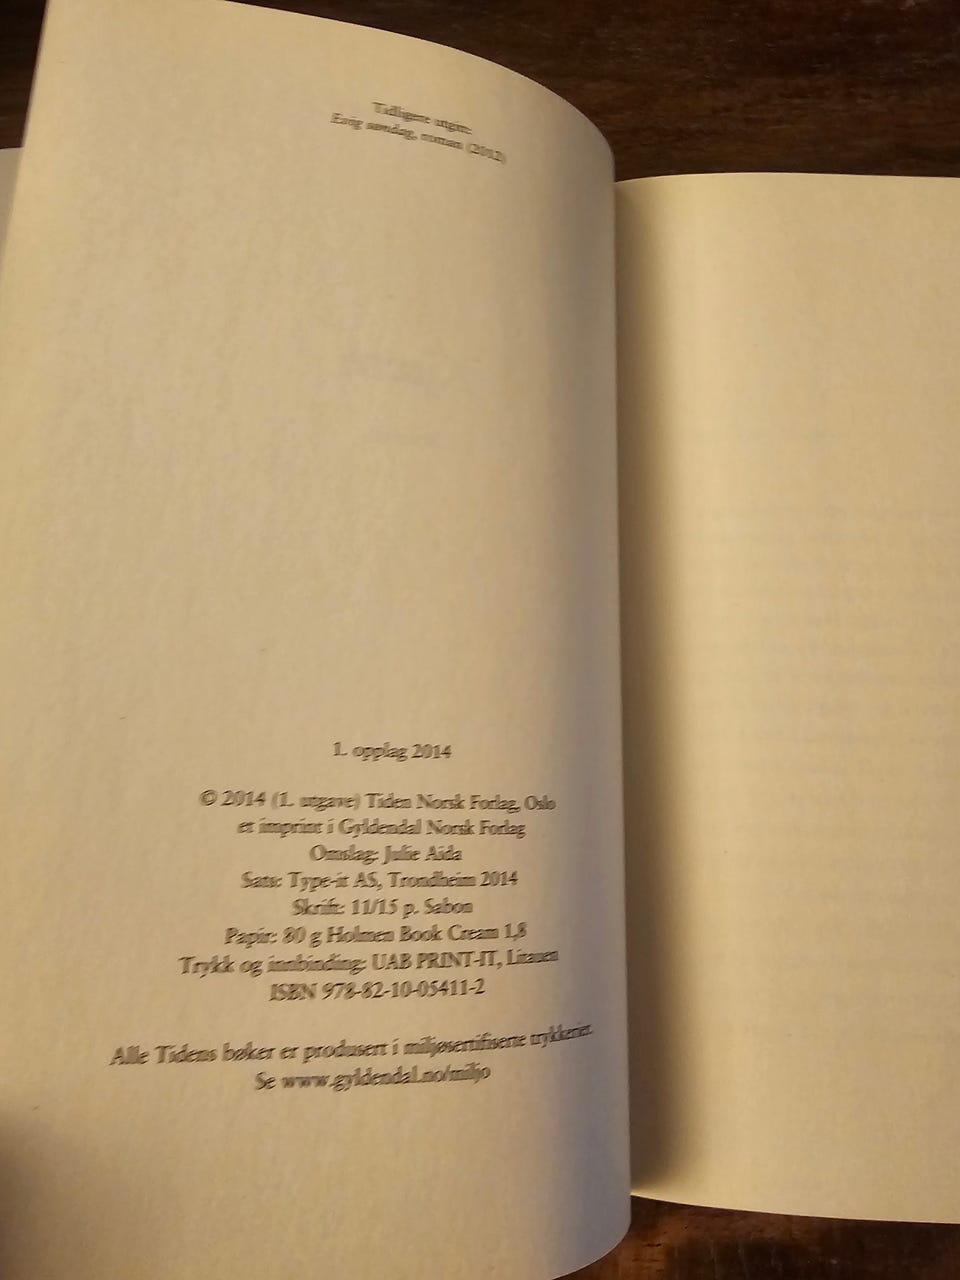 Tidligere utgitt:
Evig søndag, roman (2012)
1. opplag 2014
© 2014 (1. utgave) Tiden Norsk Forlag, Oslo
et imprint i Gyldendal Norsk Forlag
Omslag: Julie Aida
Sats: Type-it AS, Trondheim 2014
Skrift: 11/15 p. Sabon
Papir: 80 g Holmen Book Cream 1,8
Trykk og innbinding: UAB PRINT-IT, Litauen
ISBN 978-82-10-05411-2
Alle Tidens bøker er produsert i miljøsertifiserte trykkerier.
Se www.gyldendal.no/miljo